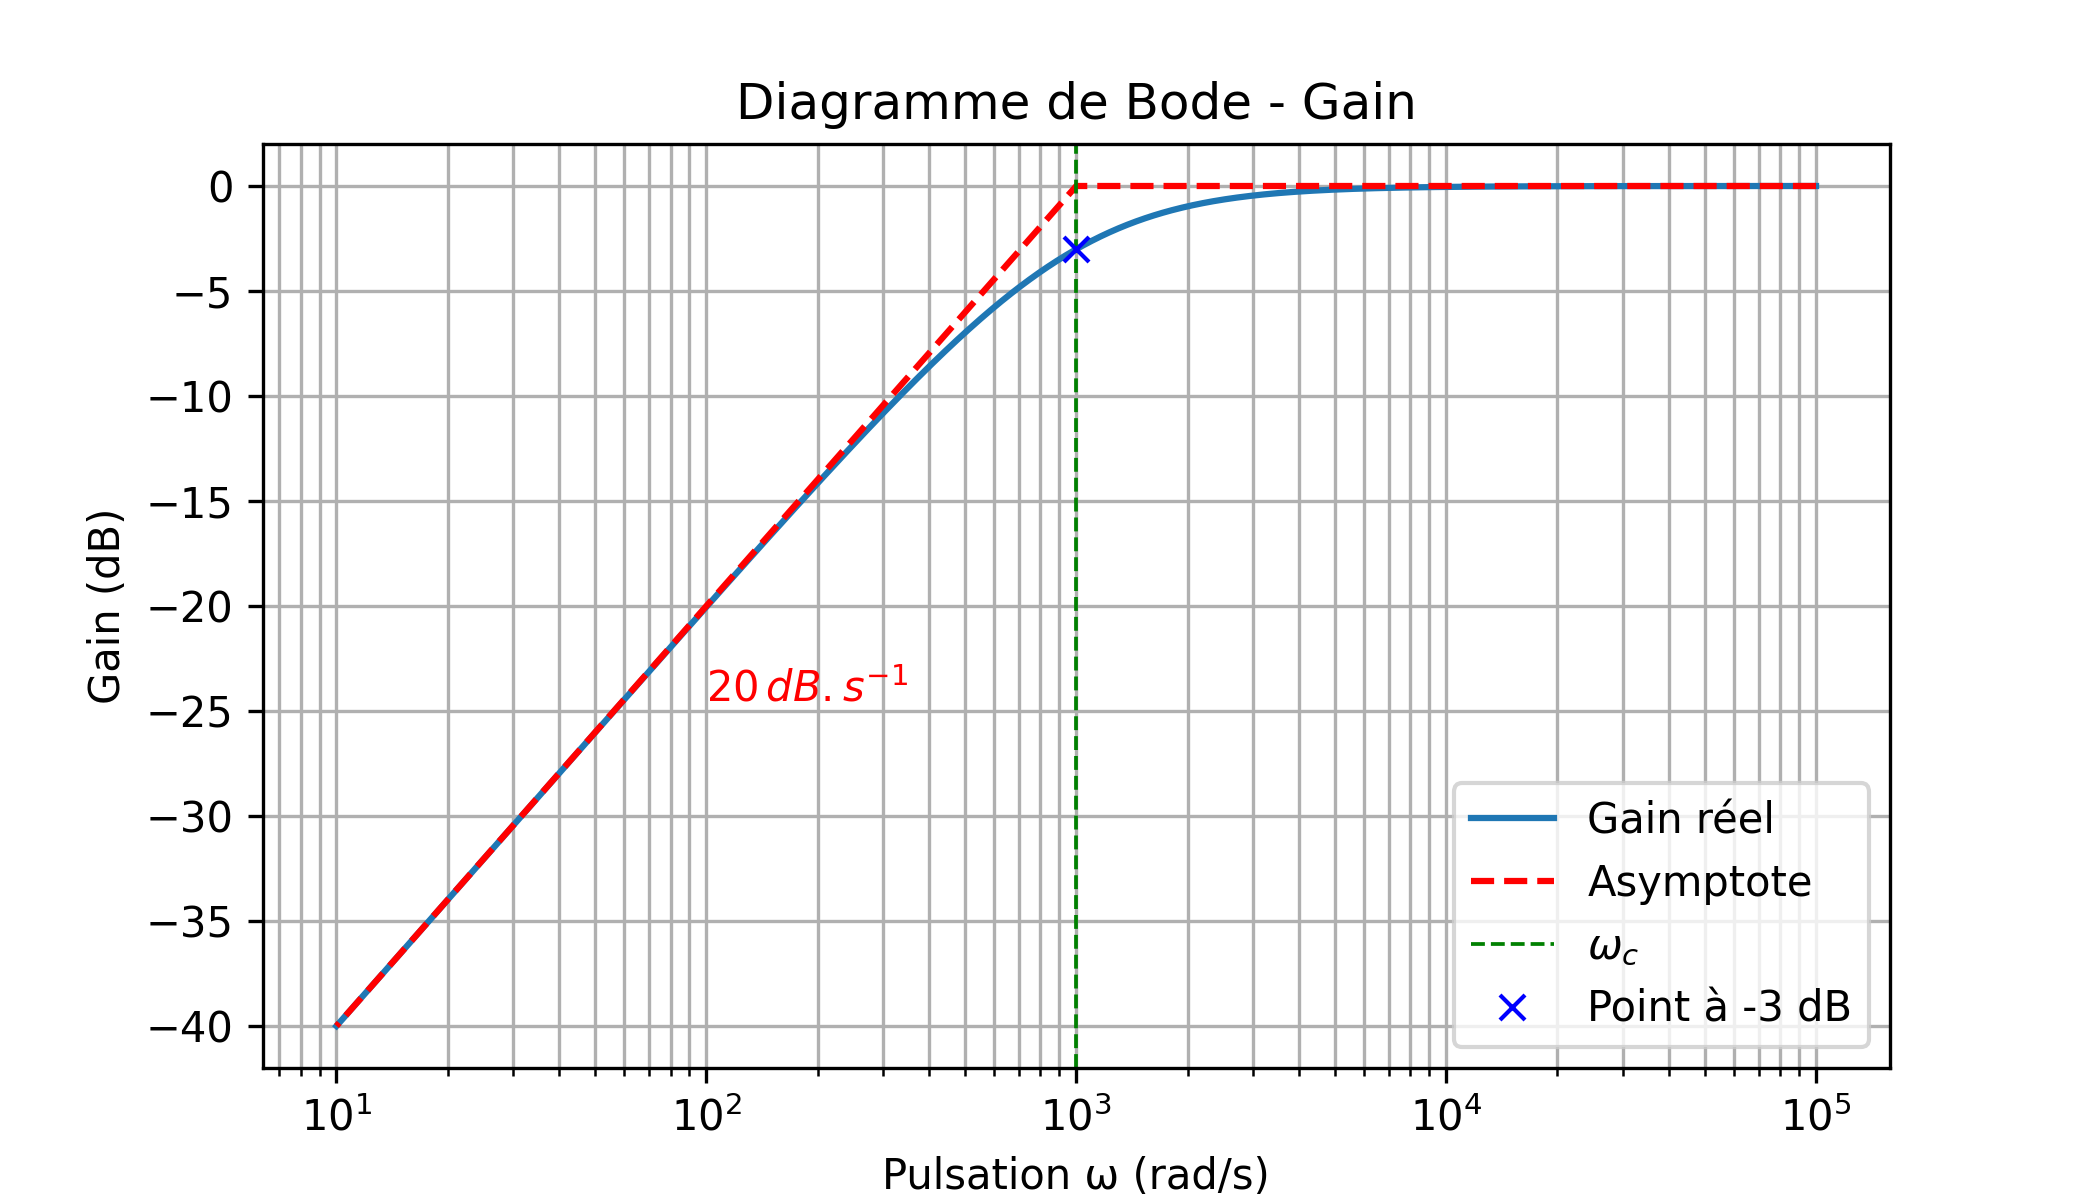 Diagramme de Bode - Gain
Gain (dB)
0
−5
−10
−15
−20
−25
−30
−35
−40
20 dB.s⁻¹
Gain réel
Asymptote
ω_c
Point à -3 dB
10¹ 10² 10³ 10⁴ 10⁵
Pulsation ω (rad/s)